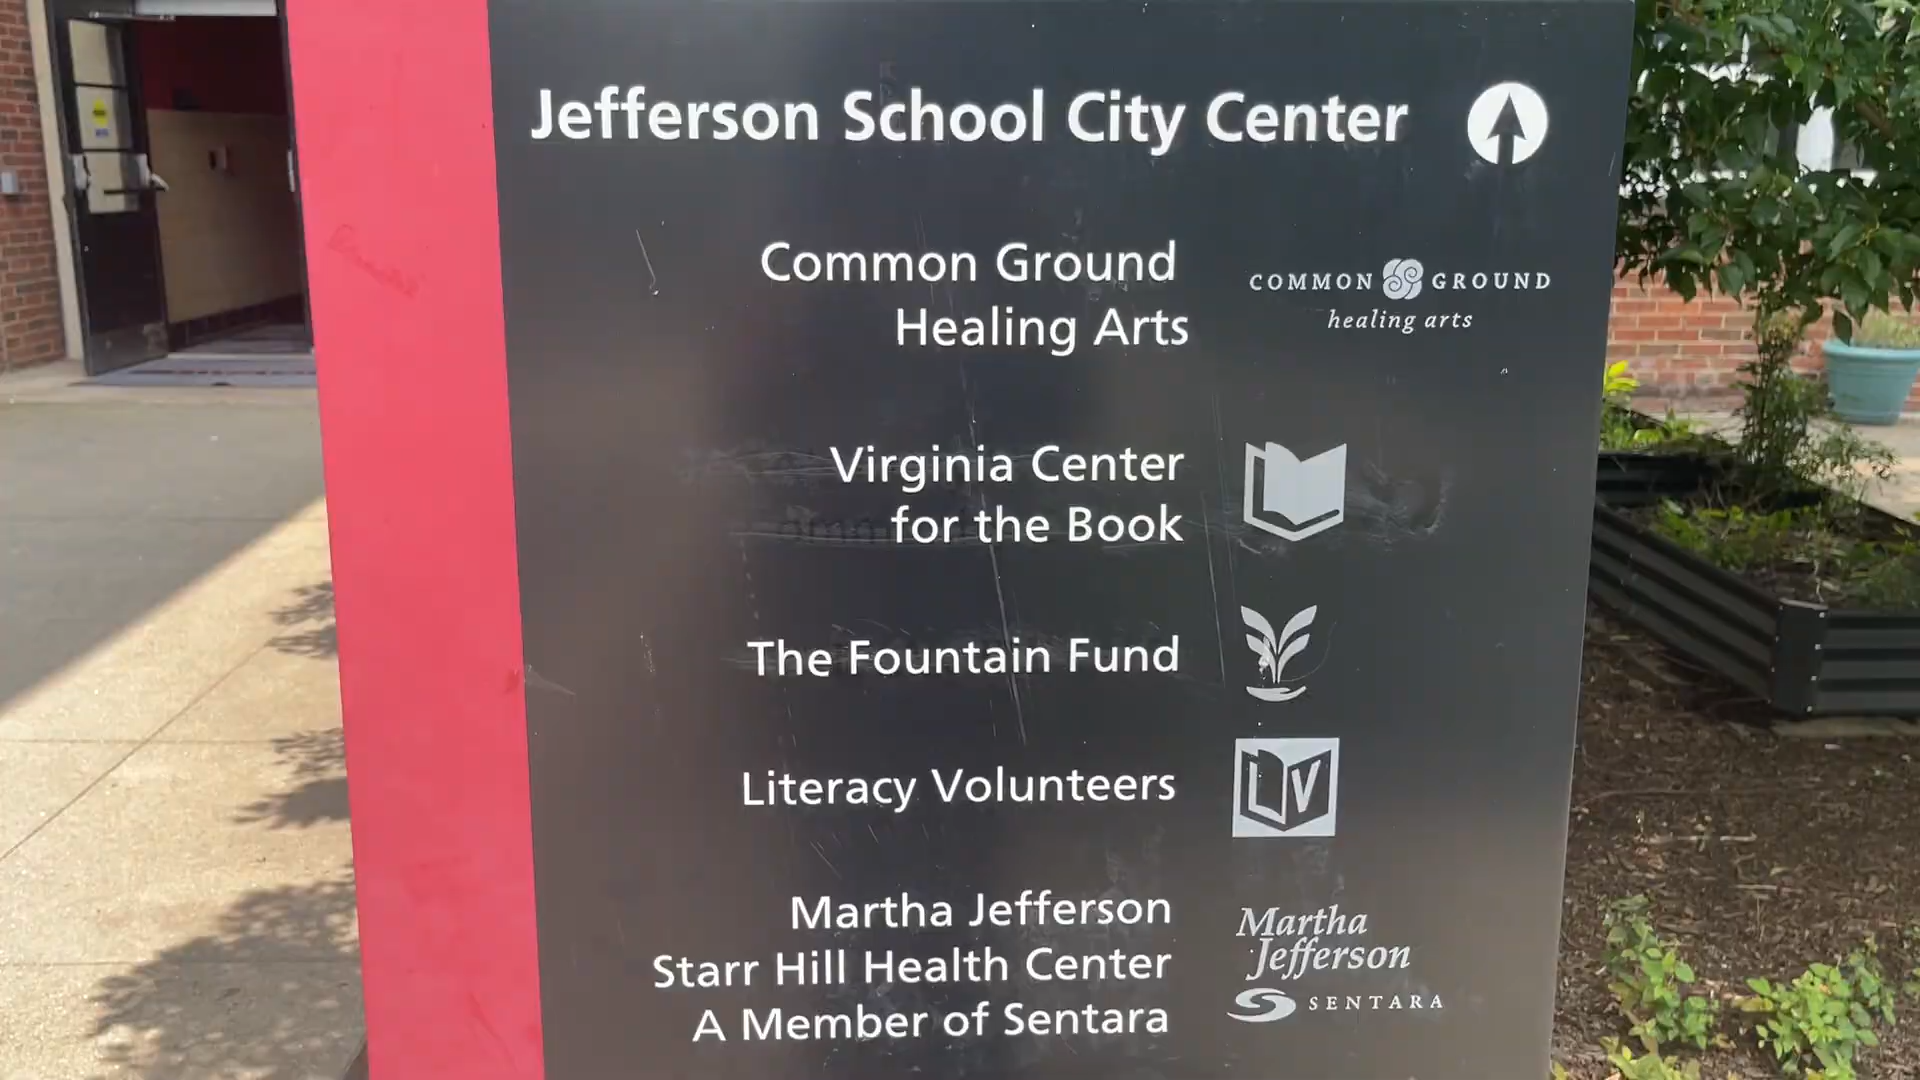 Jefferson School City Center
Common Ground
Healing Arts
COMMON GROUND
healing arts
Virginia Center
for the Book
The Fountain Fund
Literacy Volunteers
LV
Martha Jefferson
Starr Hill Health Center
A Member of Sentara
Martha
Jefferson
SENTARA